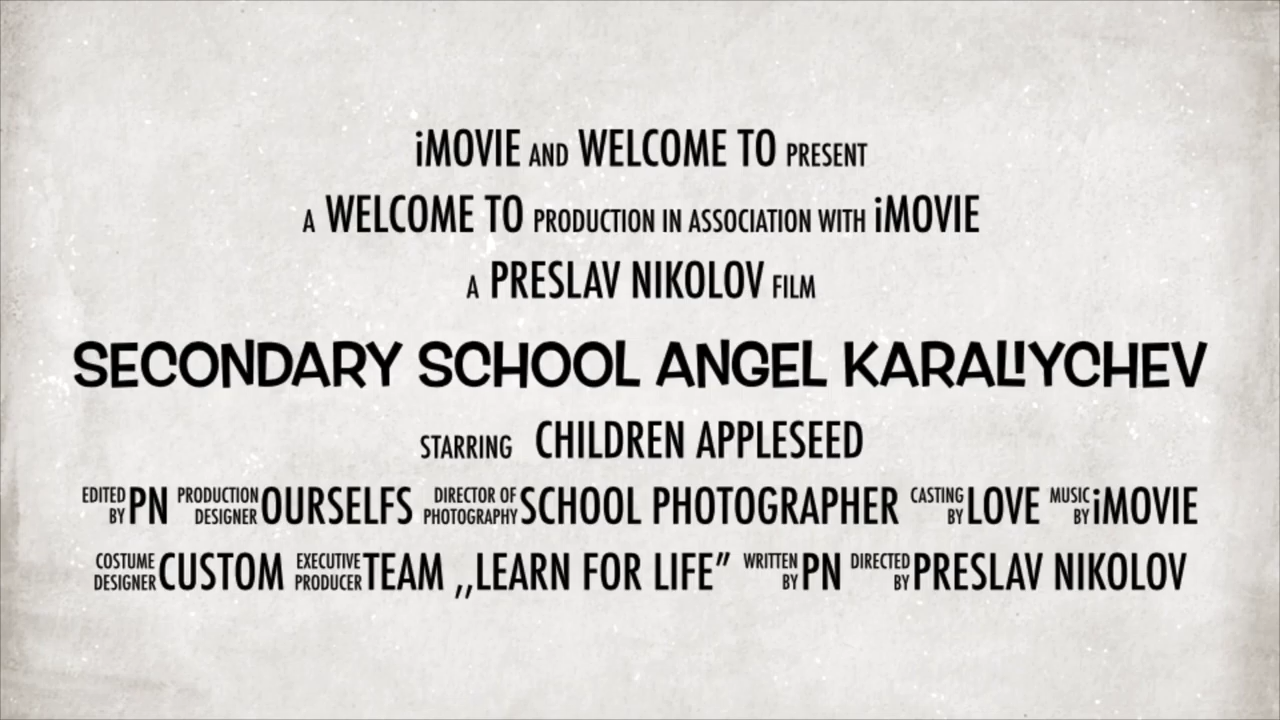 iMOVIE AND WELCOME TO PRESENT
A WELCOME TO PRODUCTION IN ASSOCIATION WITH iMOVIE
A PRESLAV NIKOLOV FILM
SECONDARY SCHOOL ANGEL KARALIYCHEV
STARRING CHILDREN APPLESEED
EDITED BY PN PRODUCTION DESIGNER OURSELFS DIRECTOR OF PHOTOGRAPHY SCHOOL PHOTOGRAPHER CASTING BY LOVE MUSIC BY iMOVIE
COSTUME DESIGNER CUSTOM EXECUTIVE PRODUCER TEAM ,,LEARN FOR LIFE” WRITTEN BY PN DIRECTED BY PRESLAV NIKOLOV